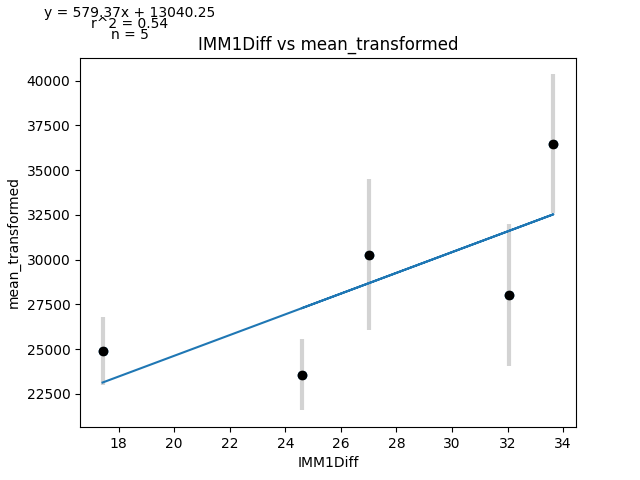 y = 579.37x + 13040.25
r^2 = 0.54
n = 5
IMM1Diff vs mean_transformed
40000
37500
35000
32500
30000
27500
25000
22500
mean_transformed
18 20 22 24 26 28 30 32 34
IMM1Diff